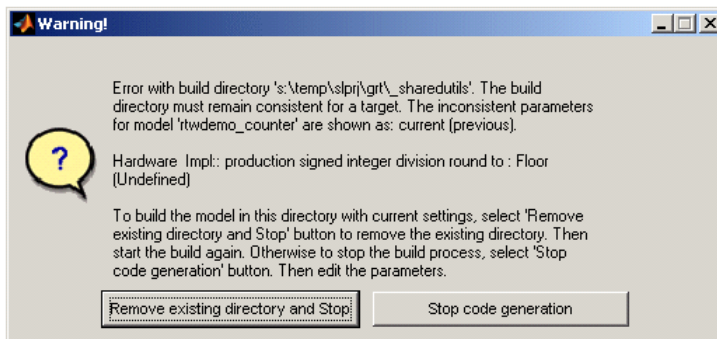 Warning!
Error with build directory 's:\temp\slprj\grt\_sharedutils'. The build
directory must remain consistent for a target. The inconsistent parameters
for model 'rtwdemo_counter' are shown as: current (previous).
Hardware Impl:: production signed integer division round to : Floor
(Undefined)
?
To build the model in this directory with current settings, select 'Remove
existing directory and Stop' button to remove the existing directory. Then
start the build again. Otherwise to stop the build process, select 'Stop
code generation' button. Then edit the parameters.
Remove existing directory and Stop
Stop code generation